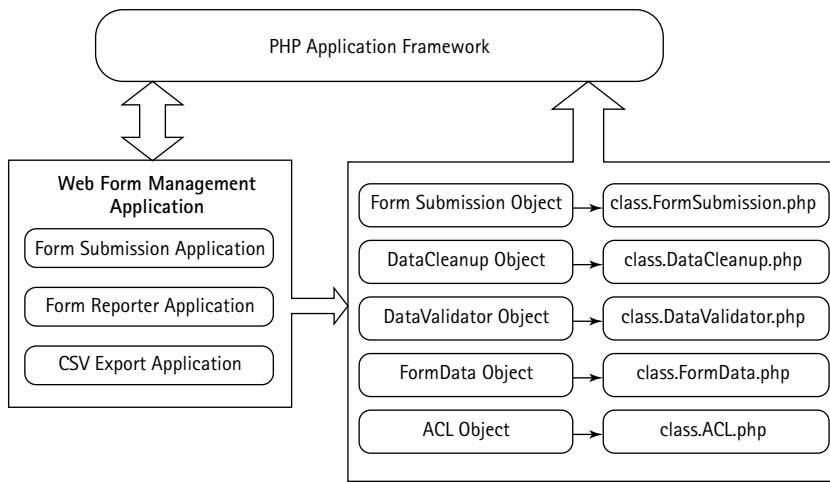 PHP Application Framework
Web Form Management
Application
Form Submission Application
Form Reporter Application
CSV Export Application
Form Submission Object
class.FormSubmission.php
DataCleanup Object
class.DataCleanup.php
DataValidator Object
class.DataValidator.php
FormData Object
class.FormData.php
ACL Object
class.ACL.php